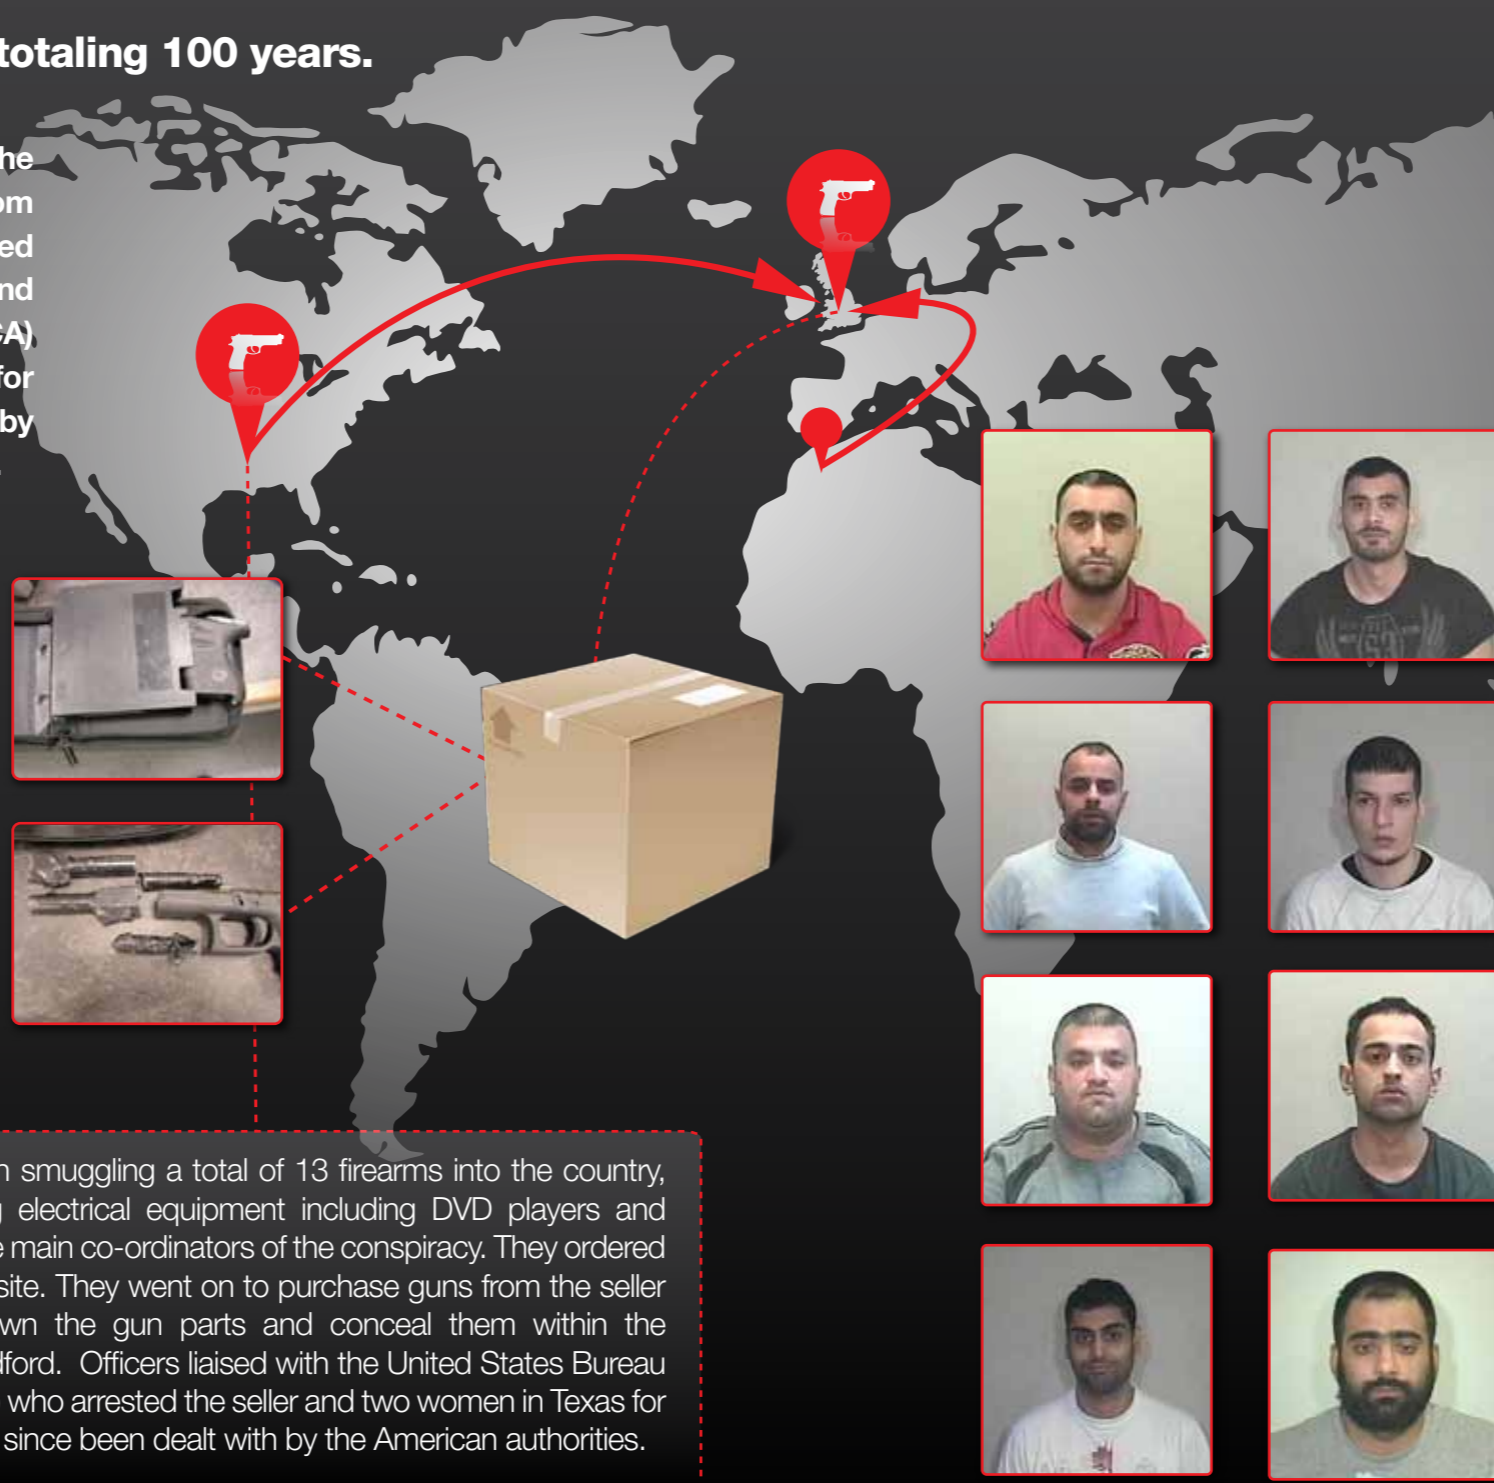 totaling 100 years.
he
om
ed
nd
CA)
for
by
.
n smuggling a total of 13 firearms into the country,
g electrical equipment including DVD players and
e main co-ordinators of the conspiracy. They ordered
site. They went on to purchase guns from the seller
wn the gun parts and conceal them within the
dford. Officers liaised with the United States Bureau
who arrested the seller and two women in Texas for
since been dealt with by the American authorities.